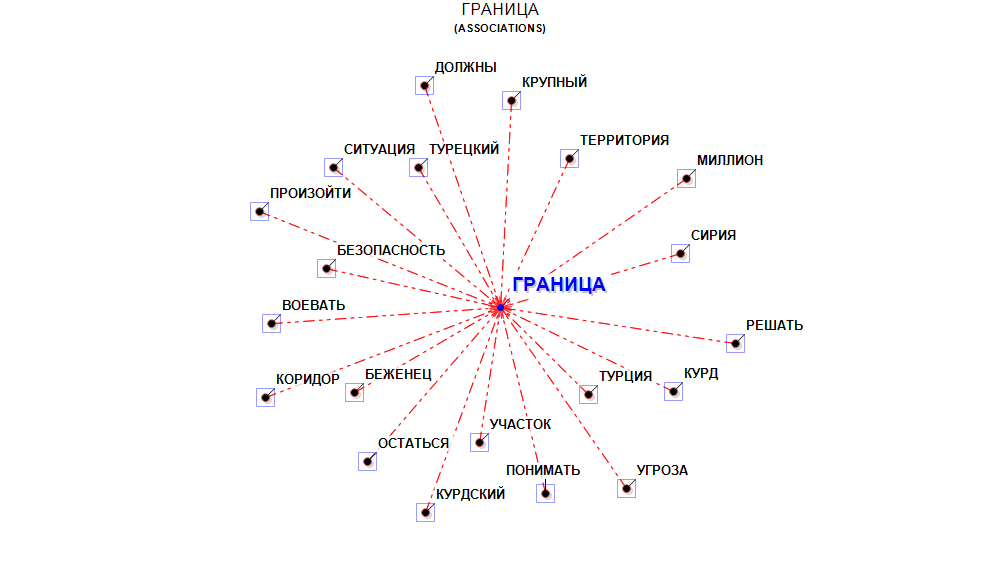 ГРАНИЦА
(ASSOCIATIONS)
ДОЛЖНЫ
КРУПНЫЙ
ТЕРРИТОРИЯ
СИТУАЦИЯ
ТУРЕЦКИЙ
МИЛЛИОН
ПРОИЗОЙТИ
СИРИЯ
БЕЗОПАСНОСТЬ
ГРАНИЦА
ВОЕВАТЬ
РЕШАТЬ
КОРИДОР
БЕЖЕНЕЦ
ТУРЦИЯ
КУРД
УЧАСТОК
ОСТАТЬСЯ
ПОНИМАТЬ
УГРОЗА
КУРДСКИЙ